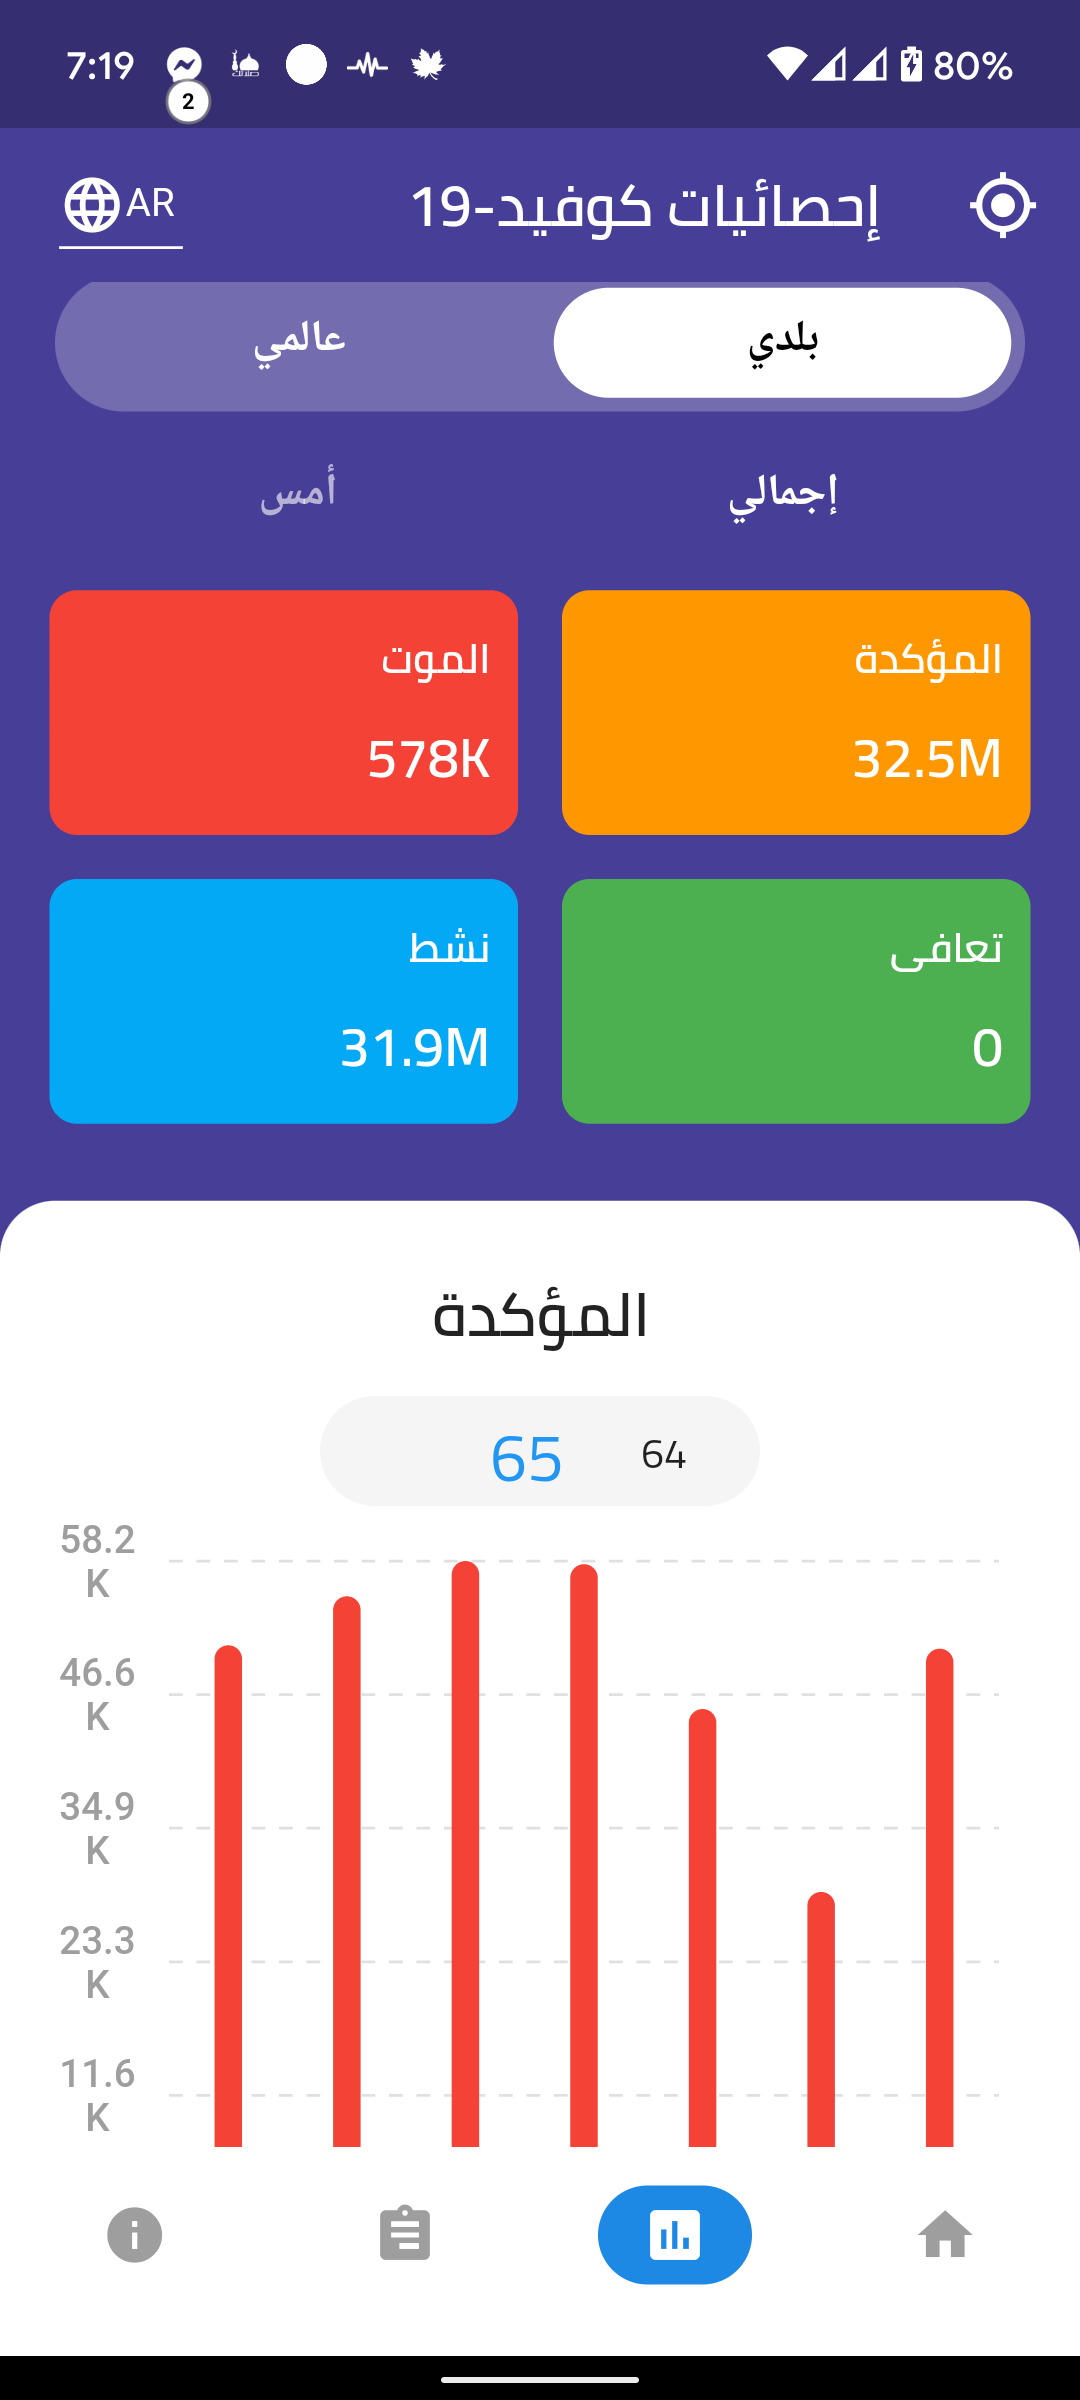 7:19
2
80%
AR
إحصائيات كوفيد-19
بلدي
عالمي
إجمالي
أمس
المؤكدة
32.5M
الموت
578K
تعافى
0
نشط
31.9M
المؤكدة
64
65
58.2
K
46.6
K
34.9
K
23.3
K
11.6
K